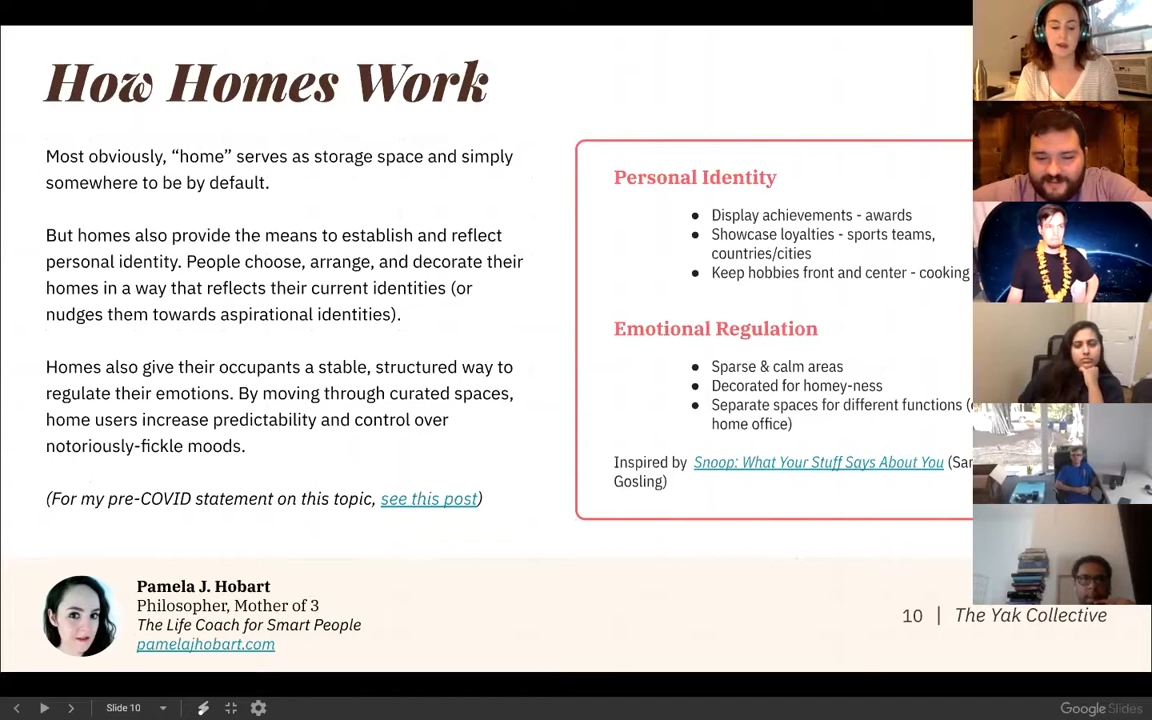 How Homes Work
Most obviously, “home” serves as storage space and simply
somewhere to be by default.
But homes also provide the means to establish and reflect
personal identity. People choose, arrange, and decorate their
homes in a way that reflects their current identities (or
nudges them towards aspirational identities).
Homes also give their occupants a stable, structured way to
regulate their emotions. By moving through curated spaces,
home users increase predictability and control over
notoriously-fickle moods.
(For my pre-COVID statement on this topic, see this post)
Personal Identity
● Display achievements - awards
● Showcase loyalties - sports teams,
countries/cities
● Keep hobbies front and center - cooking
Emotional Regulation
● Sparse & calm areas
● Decorated for homey-ness
● Separate spaces for different functions (
home office)
Inspired by Snoop: What Your Stuff Says About You (
Gosling)
Pamela J. Hobart
Philosopher, Mother of 3
The Life Coach for Smart People
pamelajhobart.com
10 | The Yak Collective
Slide 10
Google Slides